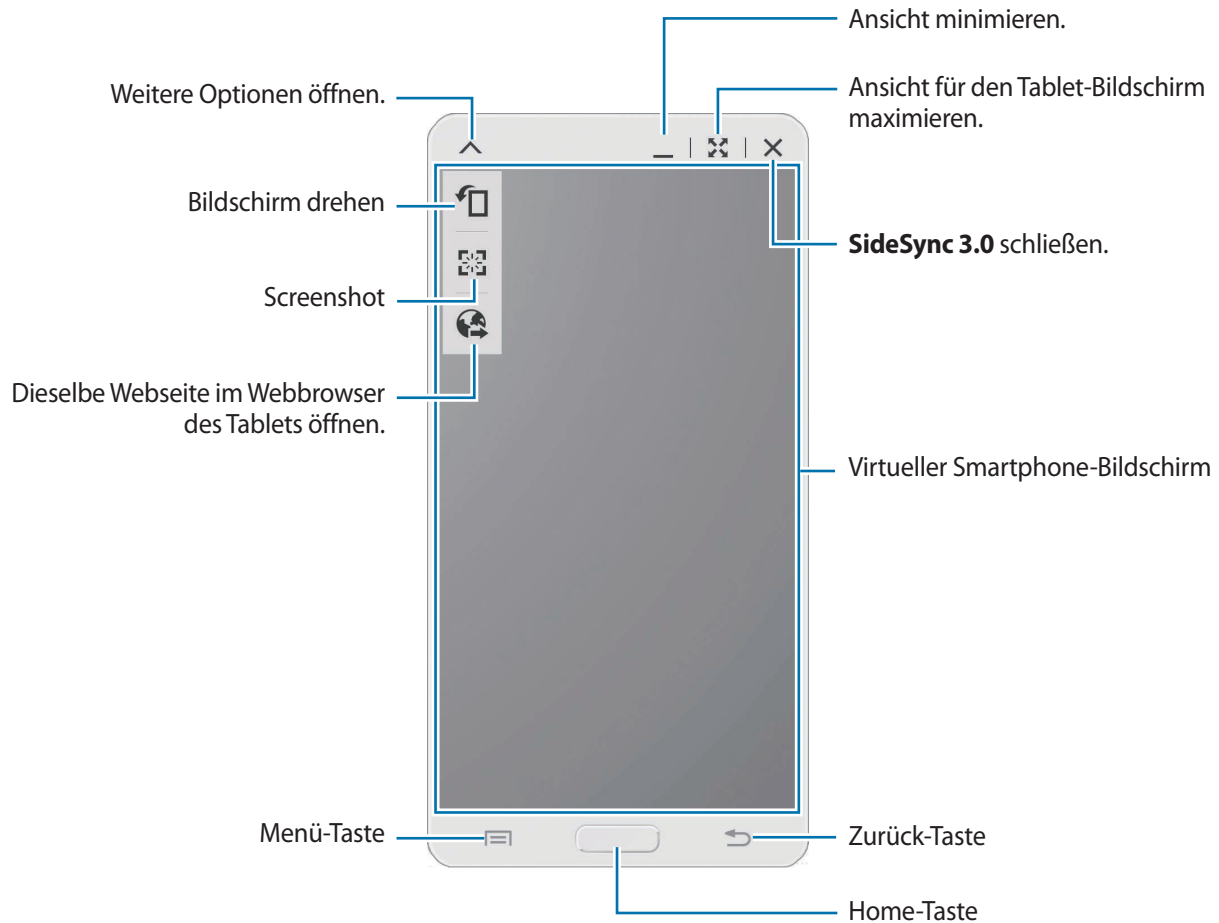 Ansicht minimieren.
Weitere Optionen öffnen.
Ansicht für den Tablet-Bildschirm
maximieren.
Bildschirm drehen
SideSync 3.0 schließen.
Screenshot
Dieselbe Webseite im Webbrowser
des Tablets öffnen.
Virtueller Smartphone-Bildschirm
Menü-Taste
Zurück-Taste
Home-Taste